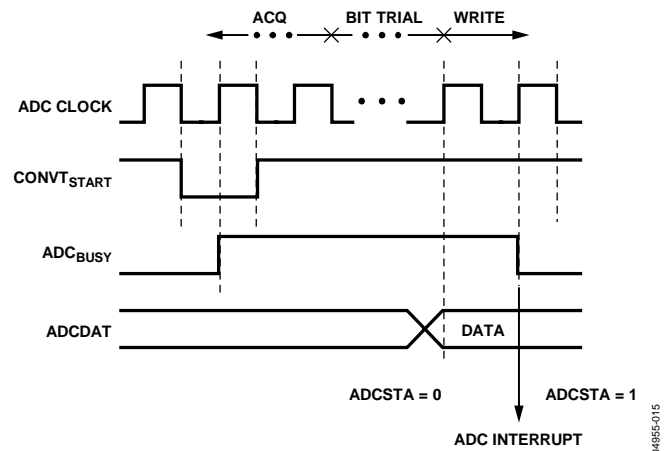 ACQ BIT TRIAL WRITE
ADC CLOCK
CONVTSTART
ADCBUSY
ADCDAT DATA
ADCSTA = 0 ADCSTA = 1
ADC INTERRUPT
04955-015